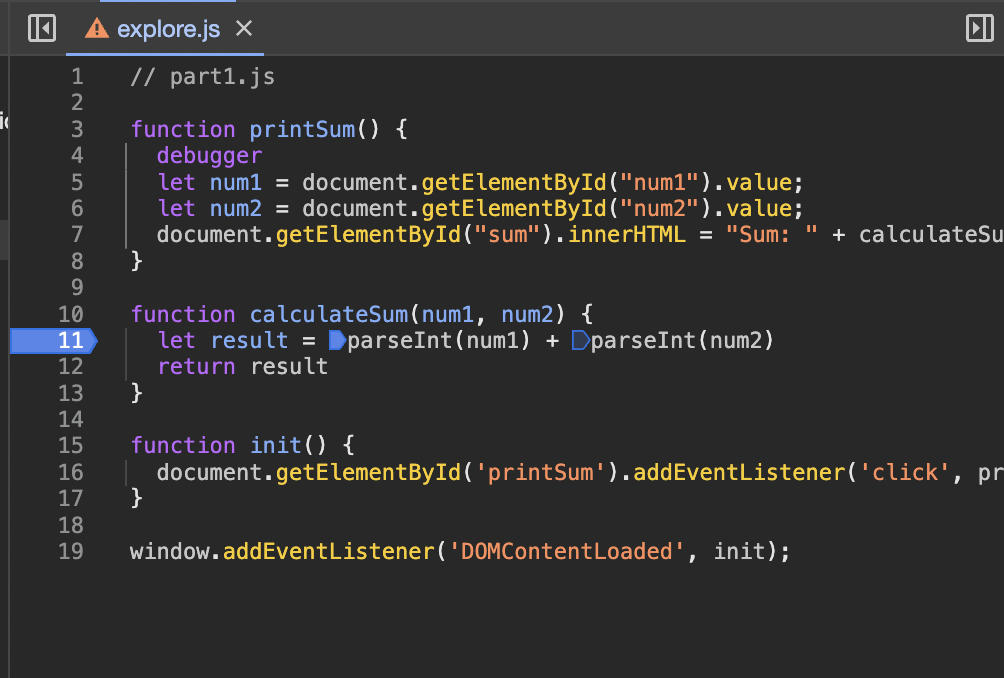 explore.js
1 // part1.js
2
3 function printSum() {
4 debugger
5 let num1 = document.getElementById("num1").value;
6 let num2 = document.getElementById("num2").value;
7 document.getElementById("sum").innerHTML = "Sum: " + calculateSu
8 }
9
10 function calculateSum(num1, num2) {
11 let result = parseInt(num1) + parseInt(num2)
12 return result
13 }
14
15 function init() {
16 document.getElementById('printSum').addEventListener('click', pr
17 }
18
19 window.addEventListener('DOMContentLoaded', init);